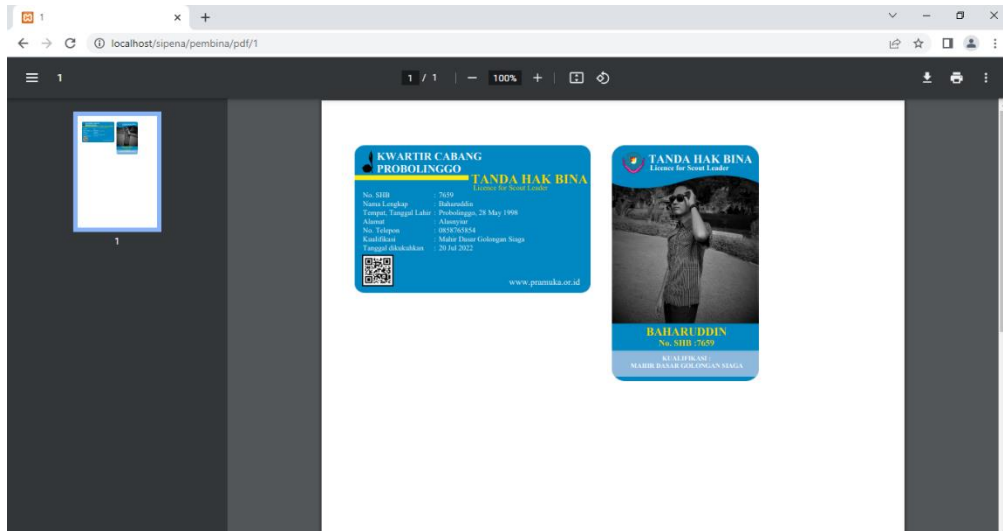 1
localhost/sipena/pembina/pdf/1
1
1 / 1
100%
1
KWARTIR CABANG
PROBOLINGGO
TANDA HAK BINA
Licence for Scout Leader
No. SHB : 7659
Nama Lengkap : Baharuddin
Tempat, Tanggal Lahir : Probolinggo, 28 May 1998
Alamat : Alasnyiur
No. Telepon : 0858765854
Kualifikasi : Mahir Dasar Golongan Siaga
Tanggal dikukuhkan : 20 Jul 2022
www.pramuka.or.id
TANDA HAK BINA
Licence for Scout Leader
BAHARUDDIN
No. SHB :7659
KUALIFIKASI :
MAHIR DASAR GOLONGAN SIAGA